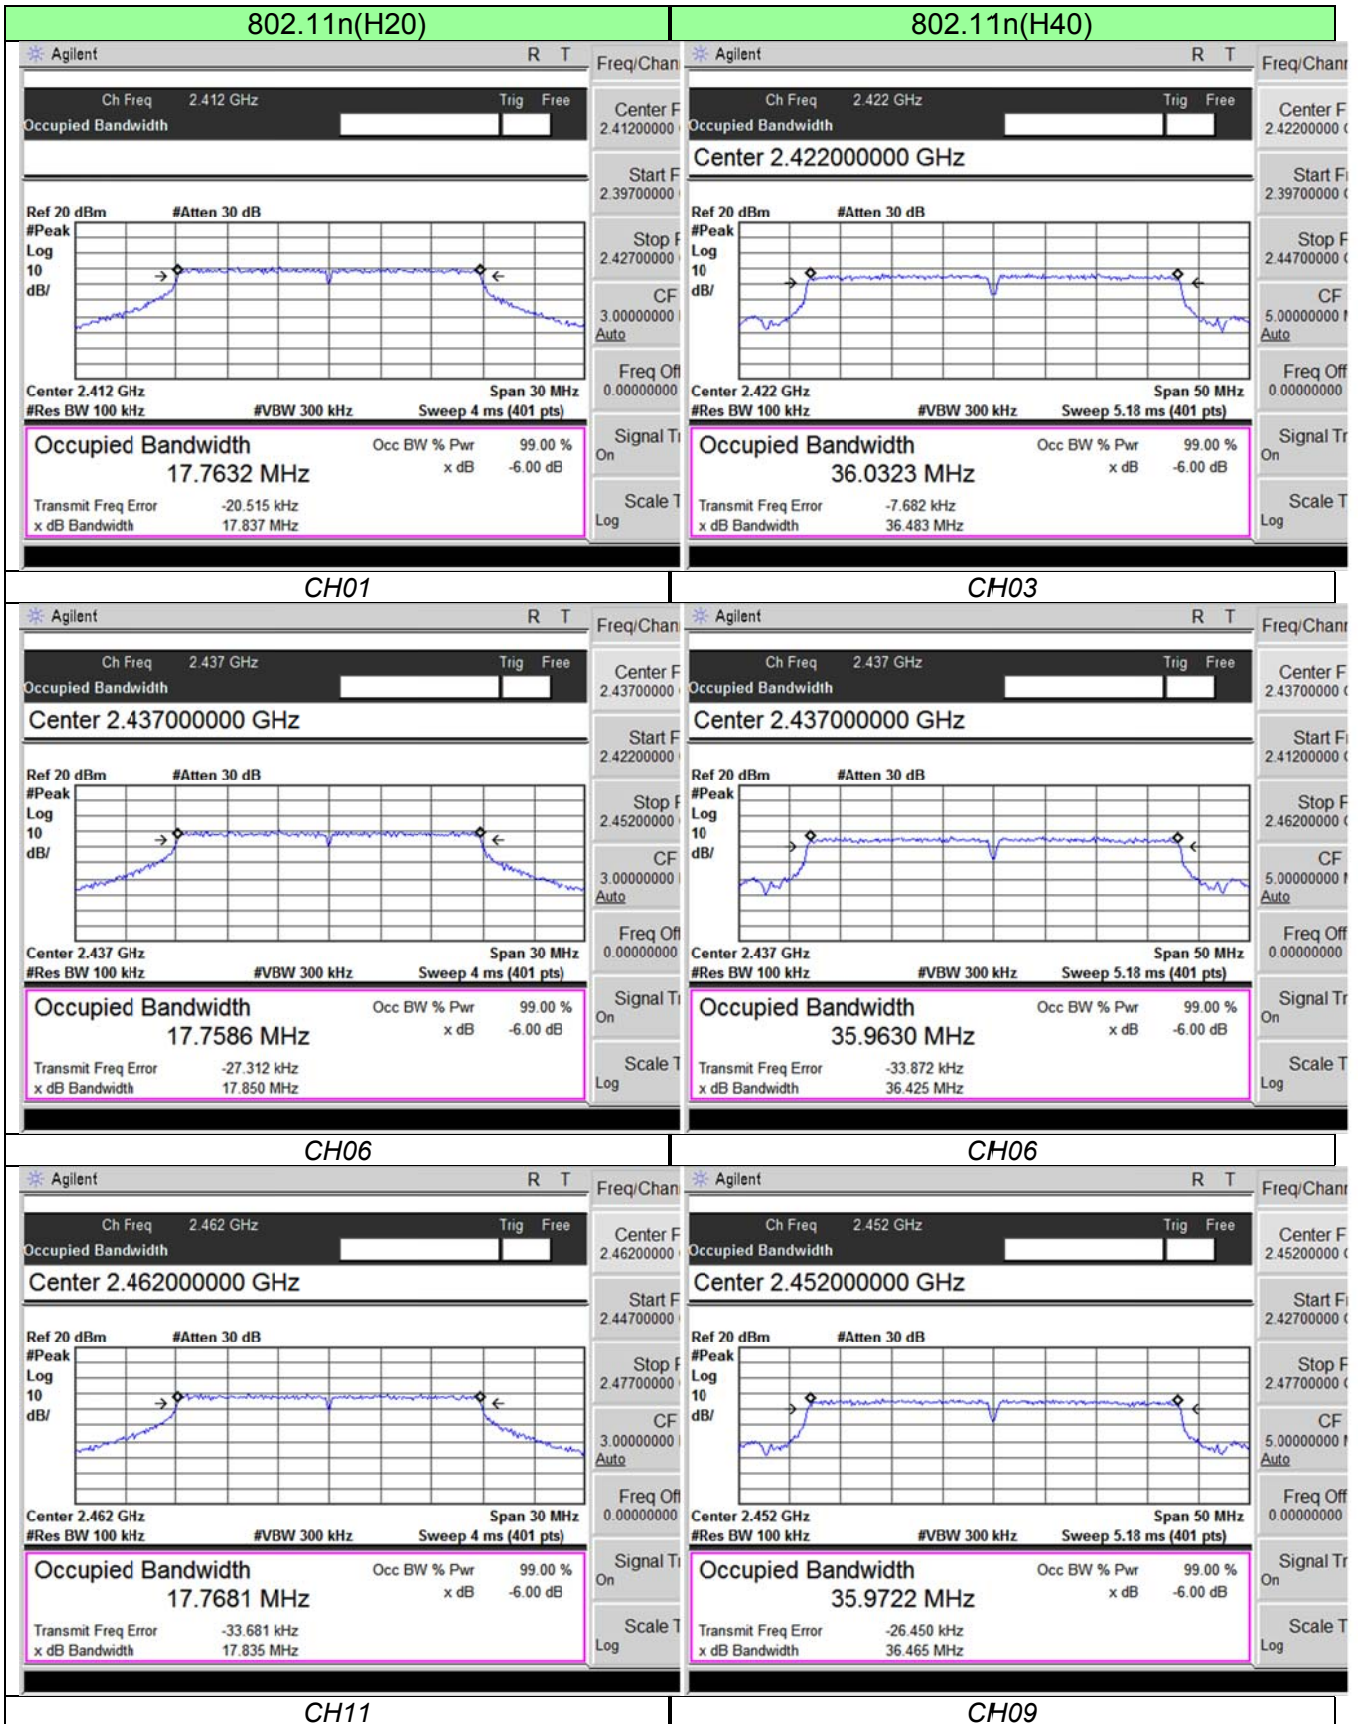 802.11n(H20)
802.11n(H40)
Agilent
R T
Freq/Chan
Ch Freq 2.412 GHz
Trig Free
Occupied Bandwidth
Center F
2.41200000
Start F
2.39700000
Ref 20 dBm #Atten 30 dB
#Peak
Log
10
dB/
Stop F
2.42700000
CF
3.00000000
Auto
Freq Off
0.00000000
Center 2.412 GHz
Span 30 MHz
#Res BW 100 kHz #VBW 300 kHz Sweep 4 ms (401 pts)
Occupied Bandwidth
17.7632 MHz
Occ BW % Pwr 99.00 %
x dB -6.00 dB
Signal Tr
On
Transmit Freq Error -20.515 kHz
x dB Bandwidth 17.837 MHz
Scale T
Log
Agilent
R T
Freq/Chan
Ch Freq 2.422 GHz
Trig Free
Occupied Bandwidth
Center F
2.42200000
Center 2.422000000 GHz
Start F
2.39700000
Ref 20 dBm #Atten 30 dB
#Peak
Log
10
dB/
Stop F
2.44700000
CF
5.00000000
Auto
Freq Off
0.00000000
Center 2.422 GHz
Span 50 MHz
#Res BW 100 kHz #VBW 300 kHz Sweep 5.18 ms (401 pts)
Occupied Bandwidth
36.0323 MHz
Occ BW % Pwr 99.00 %
x dB -6.00 dB
Signal Tr
On
Transmit Freq Error -7.682 kHz
x dB Bandwidth 36.483 MHz
Scale T
Log
CH01
CH03
Agilent
R T
Freq/Chan
Ch Freq 2.437 GHz
Trig Free
Occupied Bandwidth
Center F
2.43700000
Center 2.437000000 GHz
Start F
2.42200000
Ref 20 dBm #Atten 30 dB
#Peak
Log
10
dB/
Stop F
2.45200000
CF
3.00000000
Auto
Freq Off
0.00000000
Center 2.437 GHz
Span 30 MHz
#Res BW 100 kHz #VBW 300 kHz Sweep 4 ms (401 pts)
Occupied Bandwidth
17.7586 MHz
Occ BW % Pwr 99.00 %
x dB -6.00 dB
Signal Tr
On
Transmit Freq Error -27.312 kHz
x dB Bandwidth 17.850 MHz
Scale T
Log
Agilent
R T
Freq/Chan
Ch Freq 2.437 GHz
Trig Free
Occupied Bandwidth
Center F
2.43700000
Center 2.437000000 GHz
Start F
2.41200000
Ref 20 dBm #Atten 30 dB
#Peak
Log
10
dB/
Stop F
2.46200000
CF
5.00000000
Auto
Freq Off
0.00000000
Center 2.437 GHz
Span 50 MHz
#Res BW 100 kHz #VBW 300 kHz Sweep 5.18 ms (401 pts)
Occupied Bandwidth
35.9630 MHz
Occ BW % Pwr 99.00 %
x dB -6.00 dB
Signal Tr
On
Transmit Freq Error -33.872 kHz
x dB Bandwidth 36.425 MHz
Scale T
Log
CH06
CH06
Agilent
R T
Freq/Chan
Ch Freq 2.462 GHz
Trig Free
Occupied Bandwidth
Center F
2.46200000
Center 2.462000000 GHz
Start F
2.44700000
Ref 20 dBm #Atten 30 dB
#Peak
Log
10
dB/
Stop F
2.47700000
CF
3.00000000
Auto
Freq Off
0.00000000
Center 2.462 GHz
Span 30 MHz
#Res BW 100 kHz #VBW 300 kHz Sweep 4 ms (401 pts)
Occupied Bandwidth
17.7681 MHz
Occ BW % Pwr 99.00 %
x dB -6.00 dB
Signal Tr
On
Transmit Freq Error -33.681 kHz
x dB Bandwidth 17.835 MHz
Scale T
Log
Agilent
R T
Freq/Chan
Ch Freq 2.452 GHz
Trig Free
Occupied Bandwidth
Center F
2.45200000
Center 2.452000000 GHz
Start F
2.42700000
Ref 20 dBm #Atten 30 dB
#Peak
Log
10
dB/
Stop F
2.47700000
CF
5.00000000
Auto
Freq Off
0.00000000
Center 2.452 GHz
Span 50 MHz
#Res BW 100 kHz #VBW 300 kHz Sweep 5.18 ms (401 pts)
Occupied Bandwidth
35.9722 MHz
Occ BW % Pwr 99.00 %
x dB -6.00 dB
Signal Tr
On
Transmit Freq Error -26.450 kHz
x dB Bandwidth 36.465 MHz
Scale T
Log
CH11
CH09